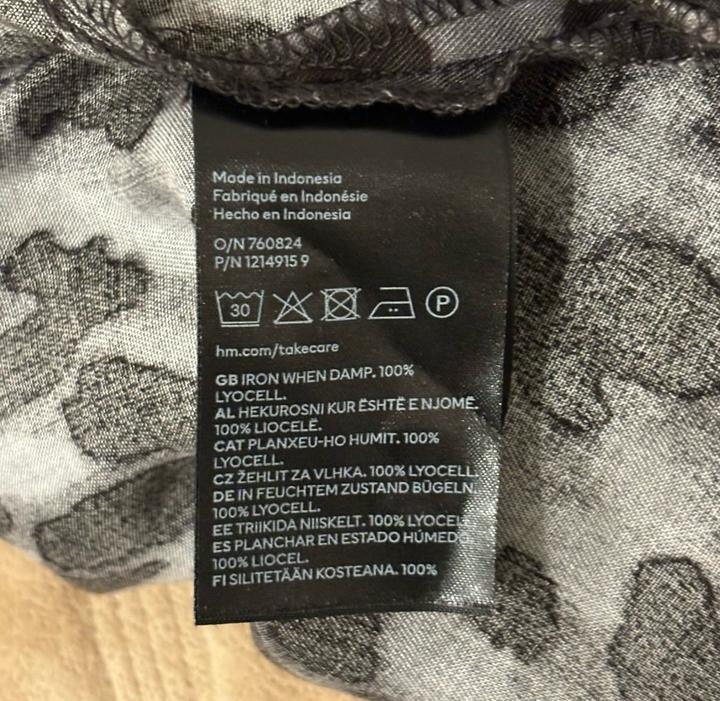 Made in Indonesia
Fabriqué en Indonésie
Hecho en Indonesia
O/N 760824
P/N 1214915 9
30
P
hm.com/takecare
GB IRON WHEN DAMP. 100%
LYOCELL.
AL HEKUROSNI KUR ËSHTË E NJOMË.
100% LIOCELË.
CAT PLANXEU-HO HUMIT. 100%
LYOCELL.
CZ ŽEHLIT ZA VLHKA. 100% LYOCELL.
DE IN FEUCHTEM ZUSTAND BÜGELN.
100% LYOCELL.
EE TRIIKIDA NIISKELT. 100% LYOCELL
ES PLANCHAR EN ESTADO HÚMEDO.
100% LIOCEL.
FI SILITETÄÄN KOSTEANA. 100%